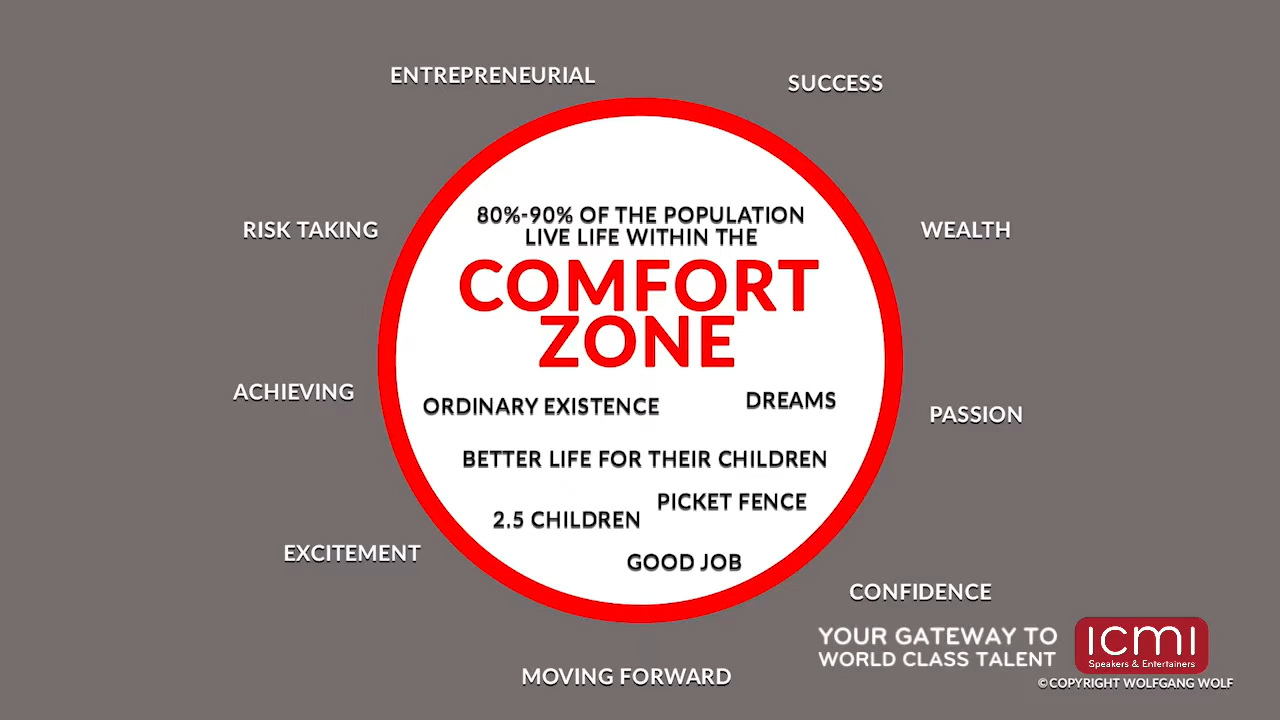 ENTREPRENEURIAL
SUCCESS
80%-90% OF THE POPULATION
LIVE LIFE WITHIN THE
COMFORT
ZONE
RISK TAKING
WEALTH
ACHIEVING
ORDINARY EXISTENCE
DREAMS
PASSION
BETTER LIFE FOR THEIR CHILDREN
PICKET FENCE
2.5 CHILDREN
GOOD JOB
EXCITEMENT
CONFIDENCE
MOVING FORWARD
YOUR GATEWAY TO
WORLD CLASS TALENT
ICMI
Speakers & Entertainers
©COPYRIGHT WOLFGANG WOLF